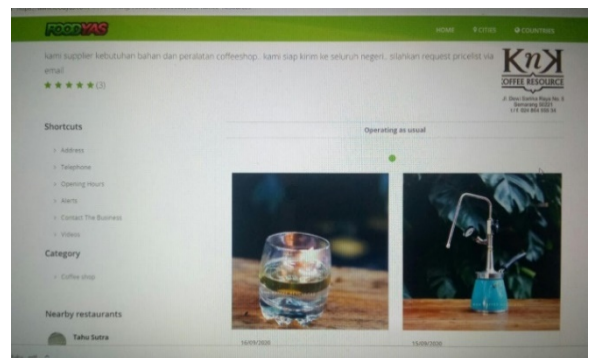 FOODYAS
HOME
CITIES
COUNTRIES
kami supplier kebutuhan bahan dan peralatan coffeeshop.. kami siap kirim ke seluruh negeri.. silahkan request pricelist via
email
(3)
KnK
COFFEE RESOURCE
Semarang 50201
Shortcuts
Address
Telephone
Opening Hours
Alerts
Contact The Business
Videos
Category
Coffee shop
Nearby restaurants
Tahu Sutra
Operating as usual
16/09/2020
15/09/2020